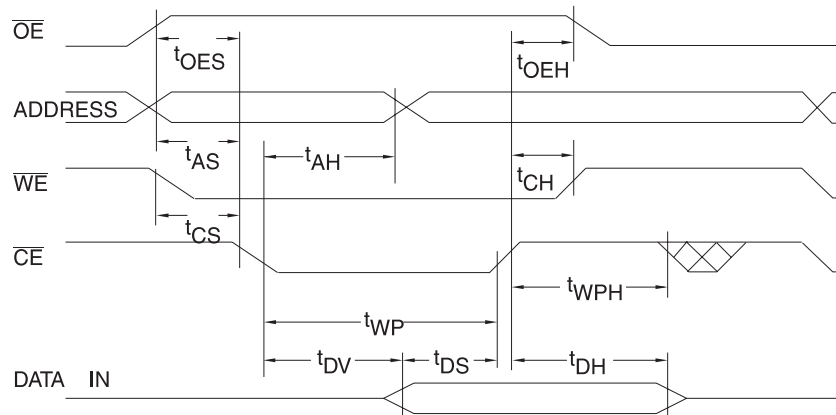 OE
tOES
tOEH
ADDRESS
tAS
tAH
WE
tCH
tCS
CE
tWPH
tWP
tDV
tDS
tDH
DATA IN